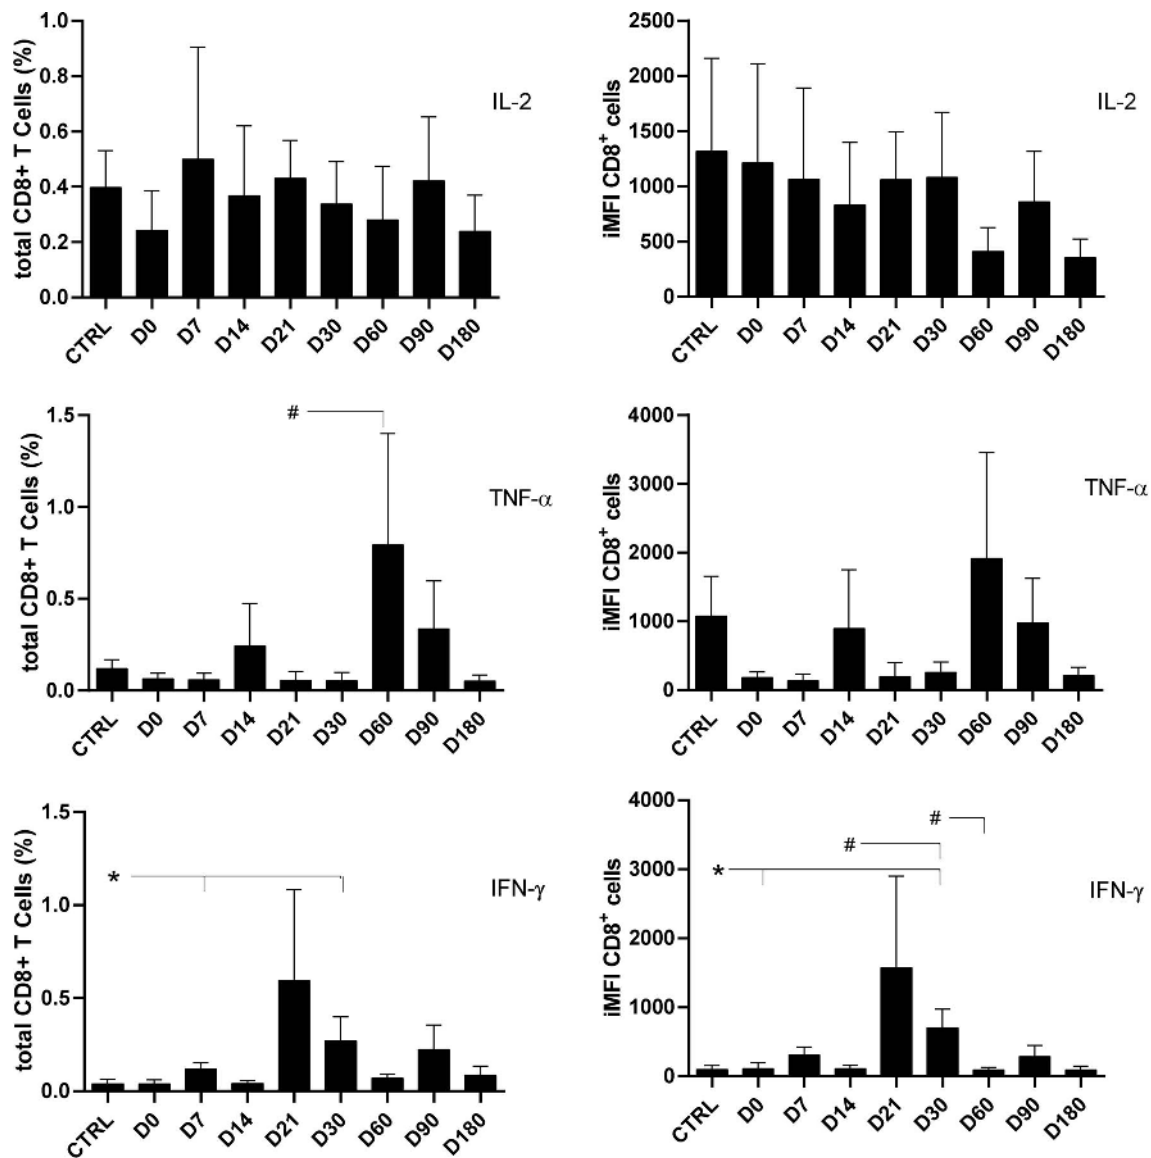 total CD8+ T Cells (%)
1.0
0.8
0.6
0.4
0.2
0.0
IL-2
CTRL D0 D7 D14 D21 D30 D60 D90 D180
iMFI CD8+ cells
2500
2000
1500
1000
500
0
IL-2
CTRL D0 D7 D14 D21 D30 D60 D90 D180
total CD8+ T Cells (%)
1.5
1.0
0.5
0.0
#
TNF-α
CTRL D0 D7 D14 D21 D30 D60 D90 D180
iMFI CD8+ cells
4000
3000
2000
1000
0
TNF-α
CTRL D0 D7 D14 D21 D30 D60 D90 D180
total CD8+ T Cells (%)
1.5
1.0
0.5
0.0
*
IFN-γ
CTRL D0 D7 D14 D21 D30 D60 D90 D180
iMFI CD8+ cells
4000
3000
2000
1000
0
#
#
*
IFN-γ
CTRL D0 D7 D14 D21 D30 D60 D90 D180